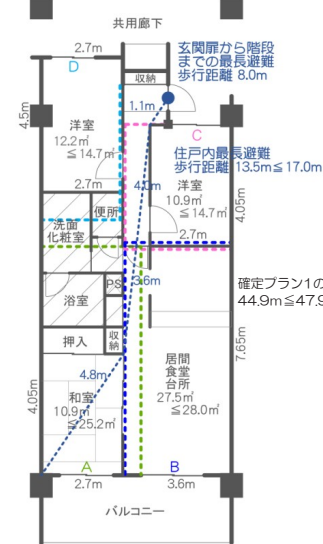 共用廊下
2.7m
玄関扉から階段
までの最長避難
歩行距離 8.0m
D
収納
1.1m
C
4.5m
洋室
12.2㎡
≦14.7㎡
住戸内最長避難
歩行距離 13.5m≦17.0m
4.0m
洋室
10.9㎡
≦14.7㎡
4.05m
2.7m
2.7m
便所
洗面
化粧室
PS
3.6m
確定プラン1の
44.9m≦47.9
浴室
7.65m
押入
収納
居間
食堂
台所
27.5㎡
≦28.0㎡
4.8m
4.05m
和室
10.9㎡
≦25.2㎡
A
B
2.7m
3.6m
バルコニー